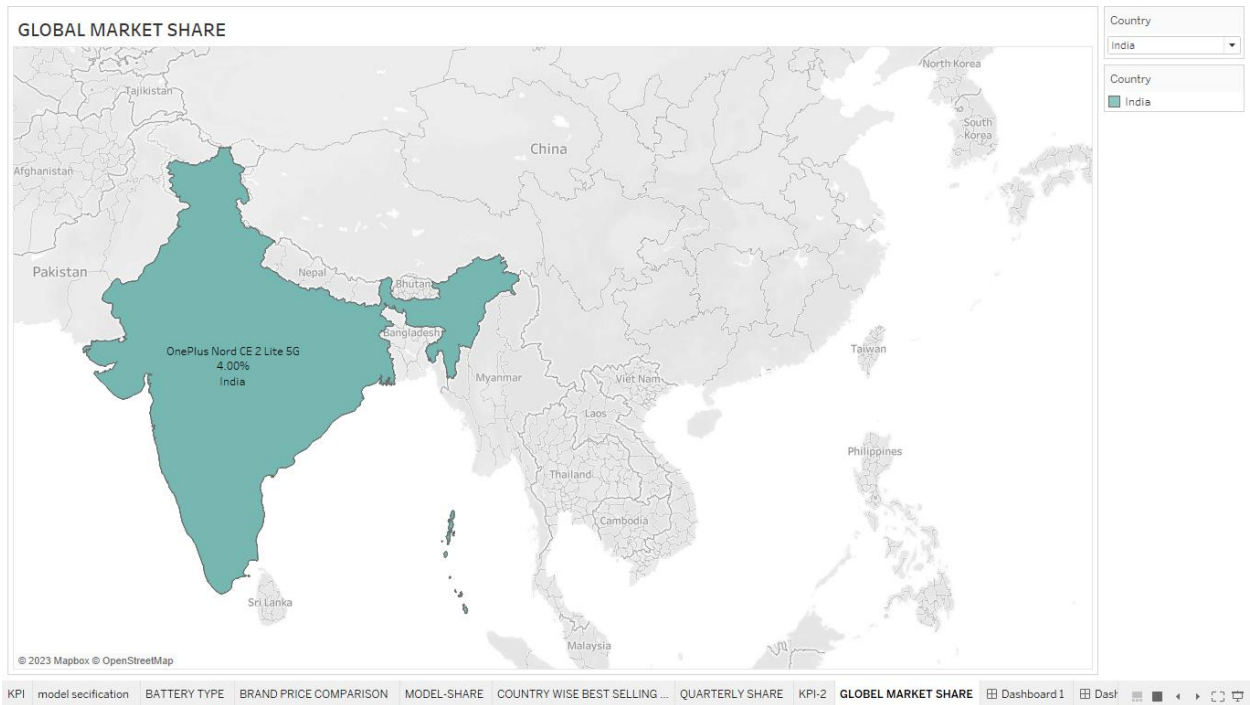 GLOBAL MARKET SHARE
Country
India
Country
India
North Korea
Tajikistan
South
Korea
China
Afghanistan
Pakistan
Nepal
Bhutan
Bangladesh
Taiwan
OnePlus Nord CE 2 Lite 5G
4.00%
India
Myanmar
Viet Nam
Laos
Philippines
Thailand
Cambodia
Sri Lanka
Malaysia
© 2023 Mapbox © OpenStreetMap
KPI model secification BATTERY TYPE BRAND PRICE COMPARISON MODEL-SHARE COUNTRY WISE BEST SELLING ... QUARTERLY SHARE KPI-2 GLOBEL MARKET SHARE Dashboard 1 Dash